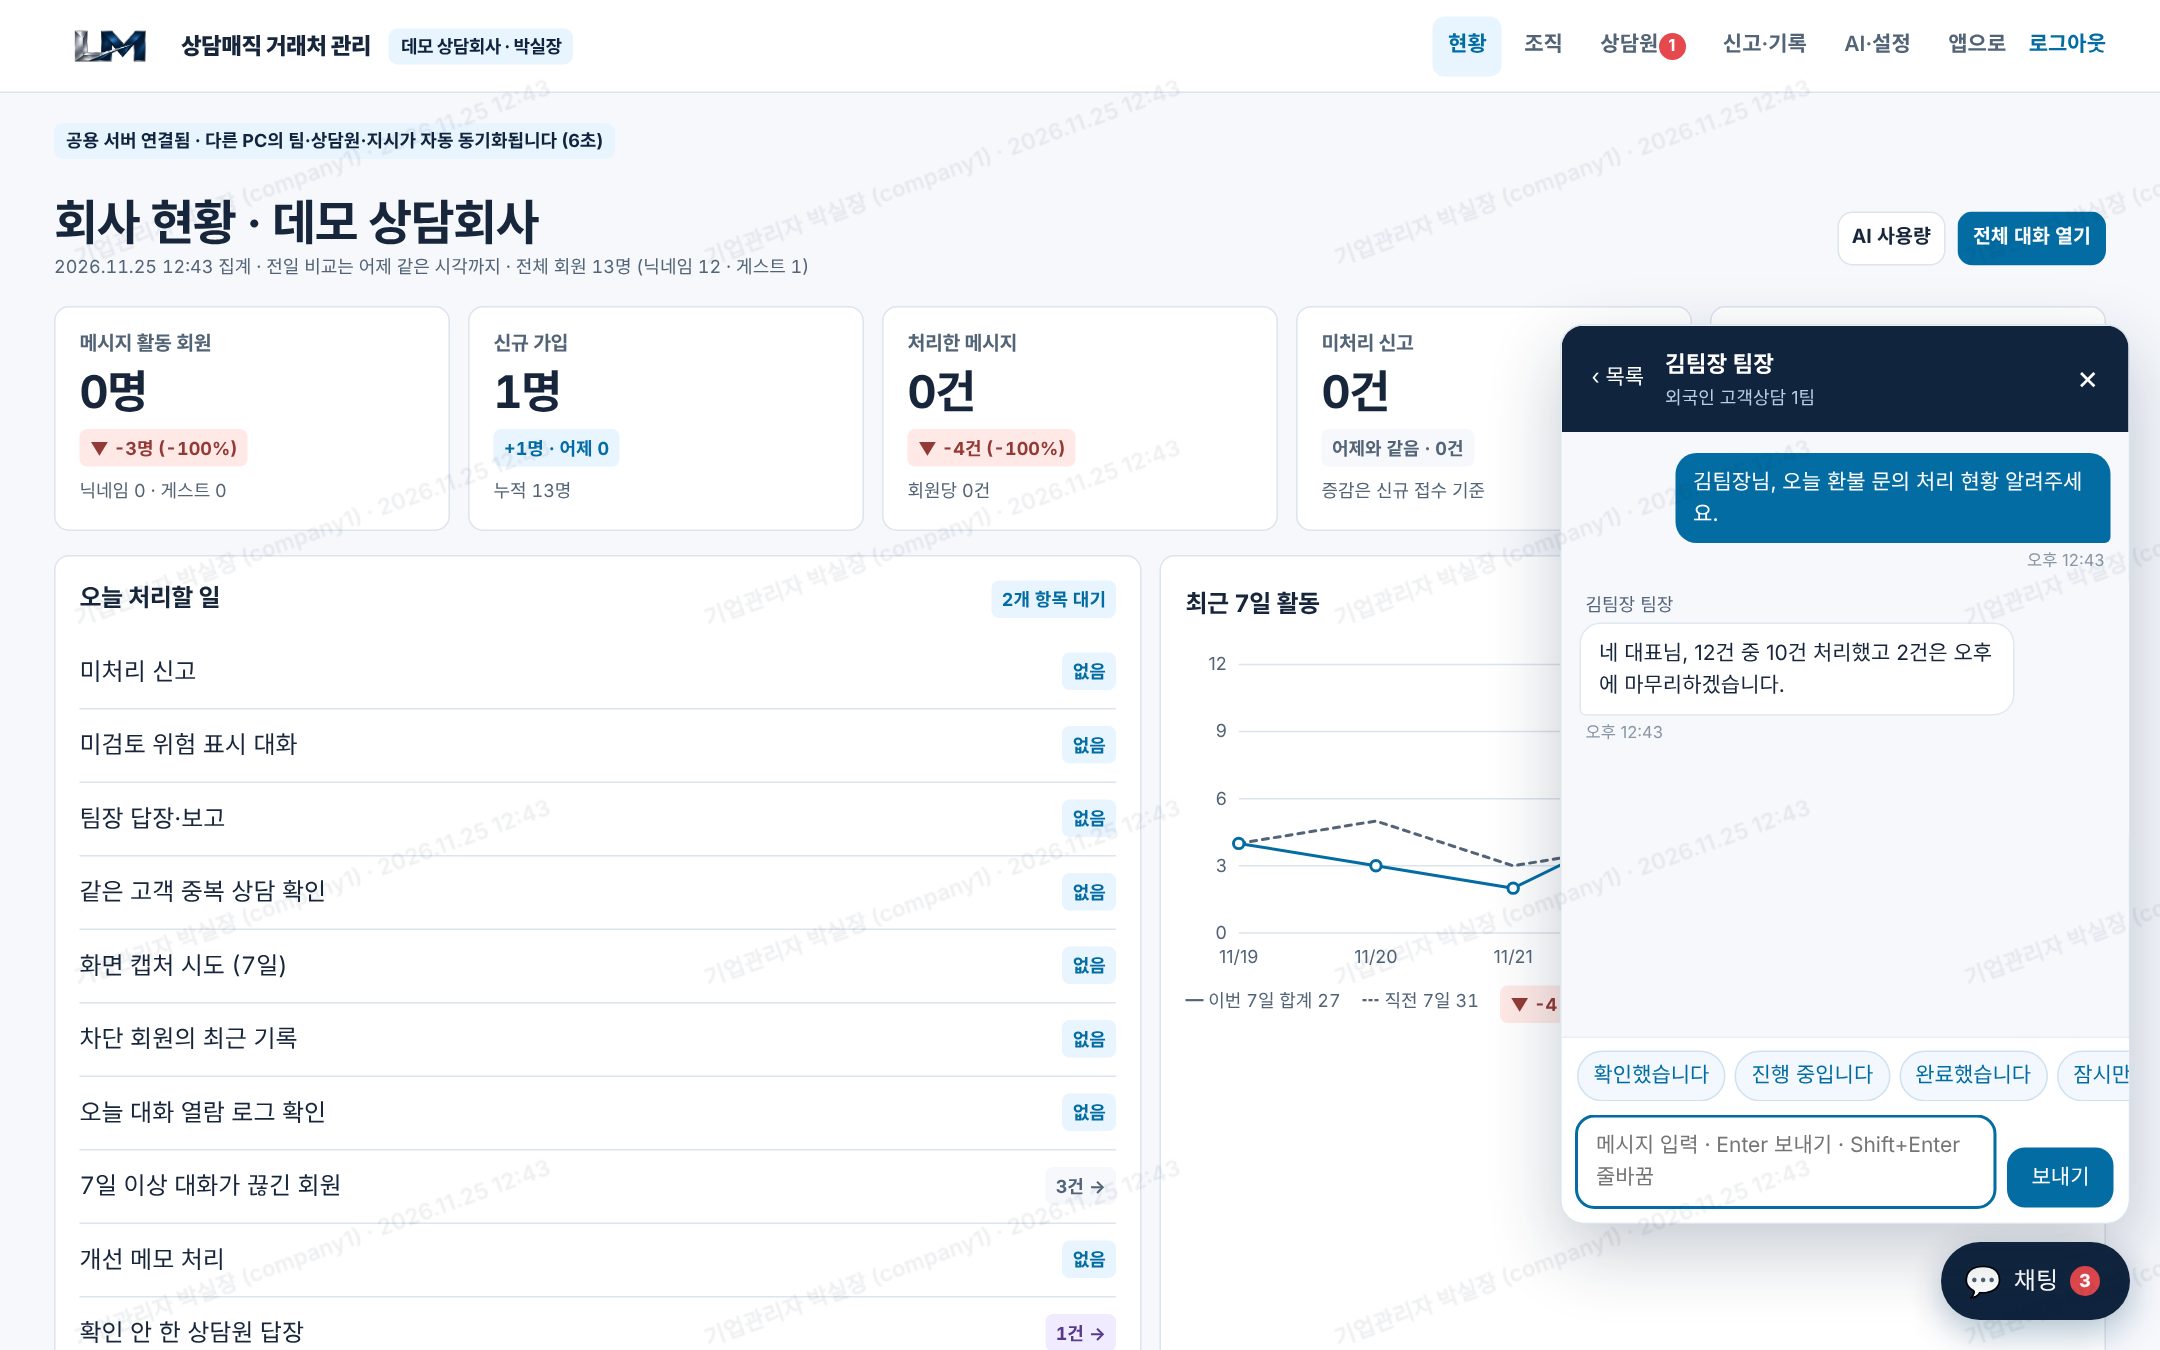 LM
상담매직 거래처 관리
데모 상담회사 · 박실장
현황
조직
상담원 1
신고·기록
AI·설정
앱으로
로그아웃
공용 서버 연결됨 · 다른 PC의 팀·상담원·지시가 자동 동기화됩니다 (6초)
회사 현황 · 데모 상담회사
2026.11.25 12:43 집계 · 전일 비교는 어제 같은 시각까지 · 전체 회원 13명 (닉네임 12 · 게스트 1)
AI 사용량
전체 대화 열기
메시지 활동 회원
0명
▼ -3명 (-100%)
닉네임 0 · 게스트 0
신규 가입
1명
+1명 · 어제 0
누적 13명
처리한 메시지
0건
▼ -4건 (-100%)
회원당 0건
미처리 신고
0건
어제와 같음 · 0건
증감은 신규 접수 기준
오늘 처리할 일
2개 항목 대기
미처리 신고
없음
미검토 위험 표시 대화
없음
팀장 답장·보고
없음
같은 고객 중복 상담 확인
없음
화면 캡처 시도 (7일)
없음
차단 회원의 최근 기록
없음
오늘 대화 열람 로그 확인
없음
7일 이상 대화가 끊긴 회원
3건 →
개선 메모 처리
없음
확인 안 한 상담원 답장
1건 →
최근 7일 활동
12
9
6
3
0
11/19
11/20
11/21
이번 7일 합계 27
직전 7일 31
▼ -4
‹ 목록
김팀장 팀장
외국인 고객상담 1팀
×
김팀장님, 오늘 환불 문의 처리 현황 알려주세
요.
오후 12:43
김팀장 팀장
네 대표님, 12건 중 10건 처리했고 2건은 오후
에 마무리하겠습니다.
오후 12:43
확인했습니다
진행 중입니다
완료했습니다
잠시만
메시지 입력 · Enter 보내기 · Shift+Enter
줄바꿈
보내기
채팅 3
기업관리자 박실장 (company1) · 2026.11.25 12:43